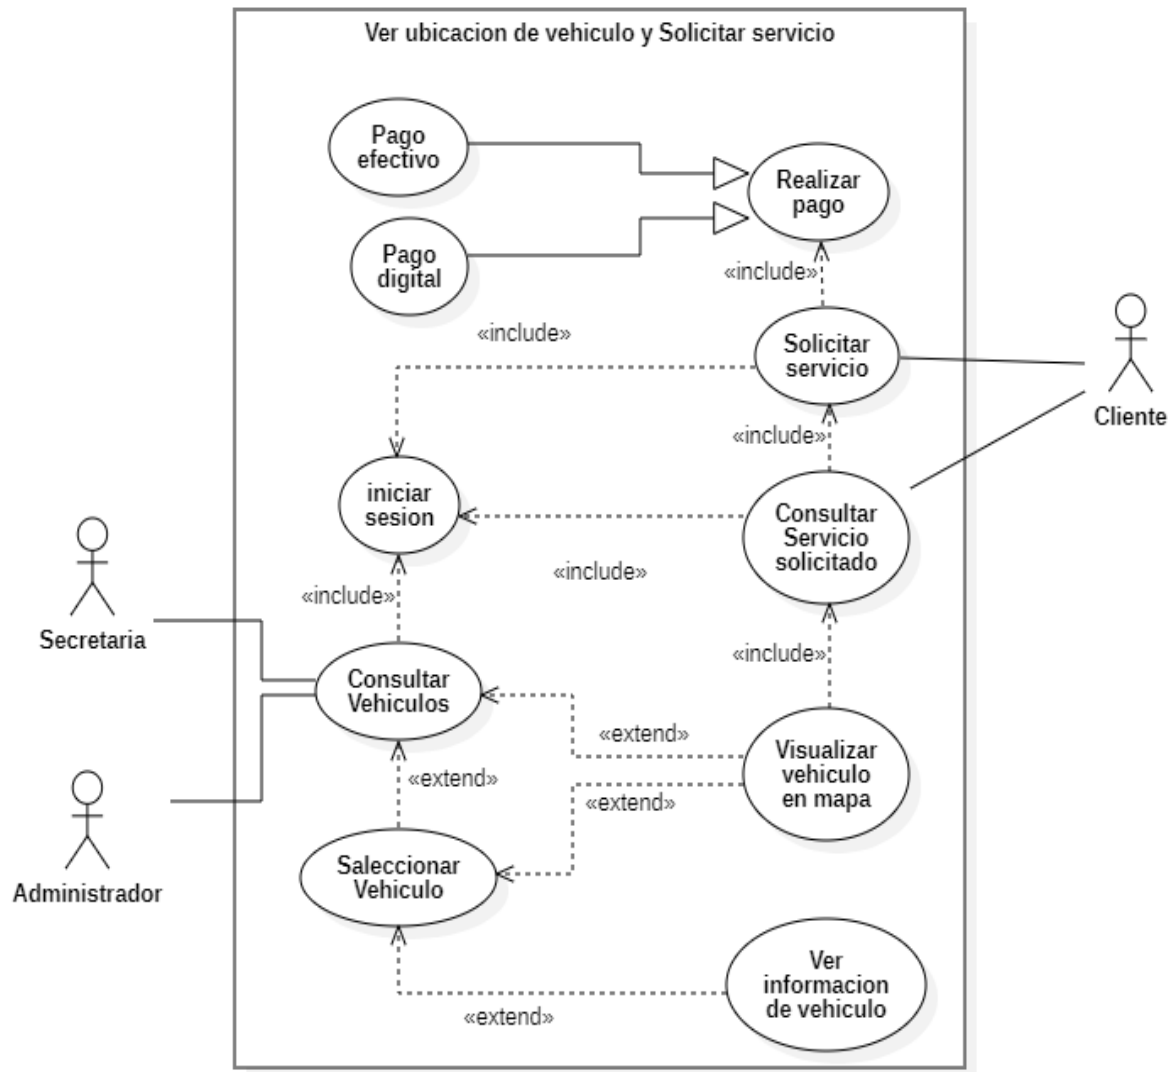 Ver ubicacion de vehiculo y Solicitar servicio
Pago
efectivo
Realizar
pago
Pago
digital
«include»
«include»
Solicitar
servicio
Cliente
«include»
iniciar
sesion
Consultar
Servicio
solicitado
«include»
«include»
Secretaria
«include»
Consultar
Vehiculos
«extend»
Visualizar
vehiculo
en mapa
«extend»
«extend»
Saleccionar
Vehiculo
Administrador
Ver
informacion
de vehiculo
«extend»